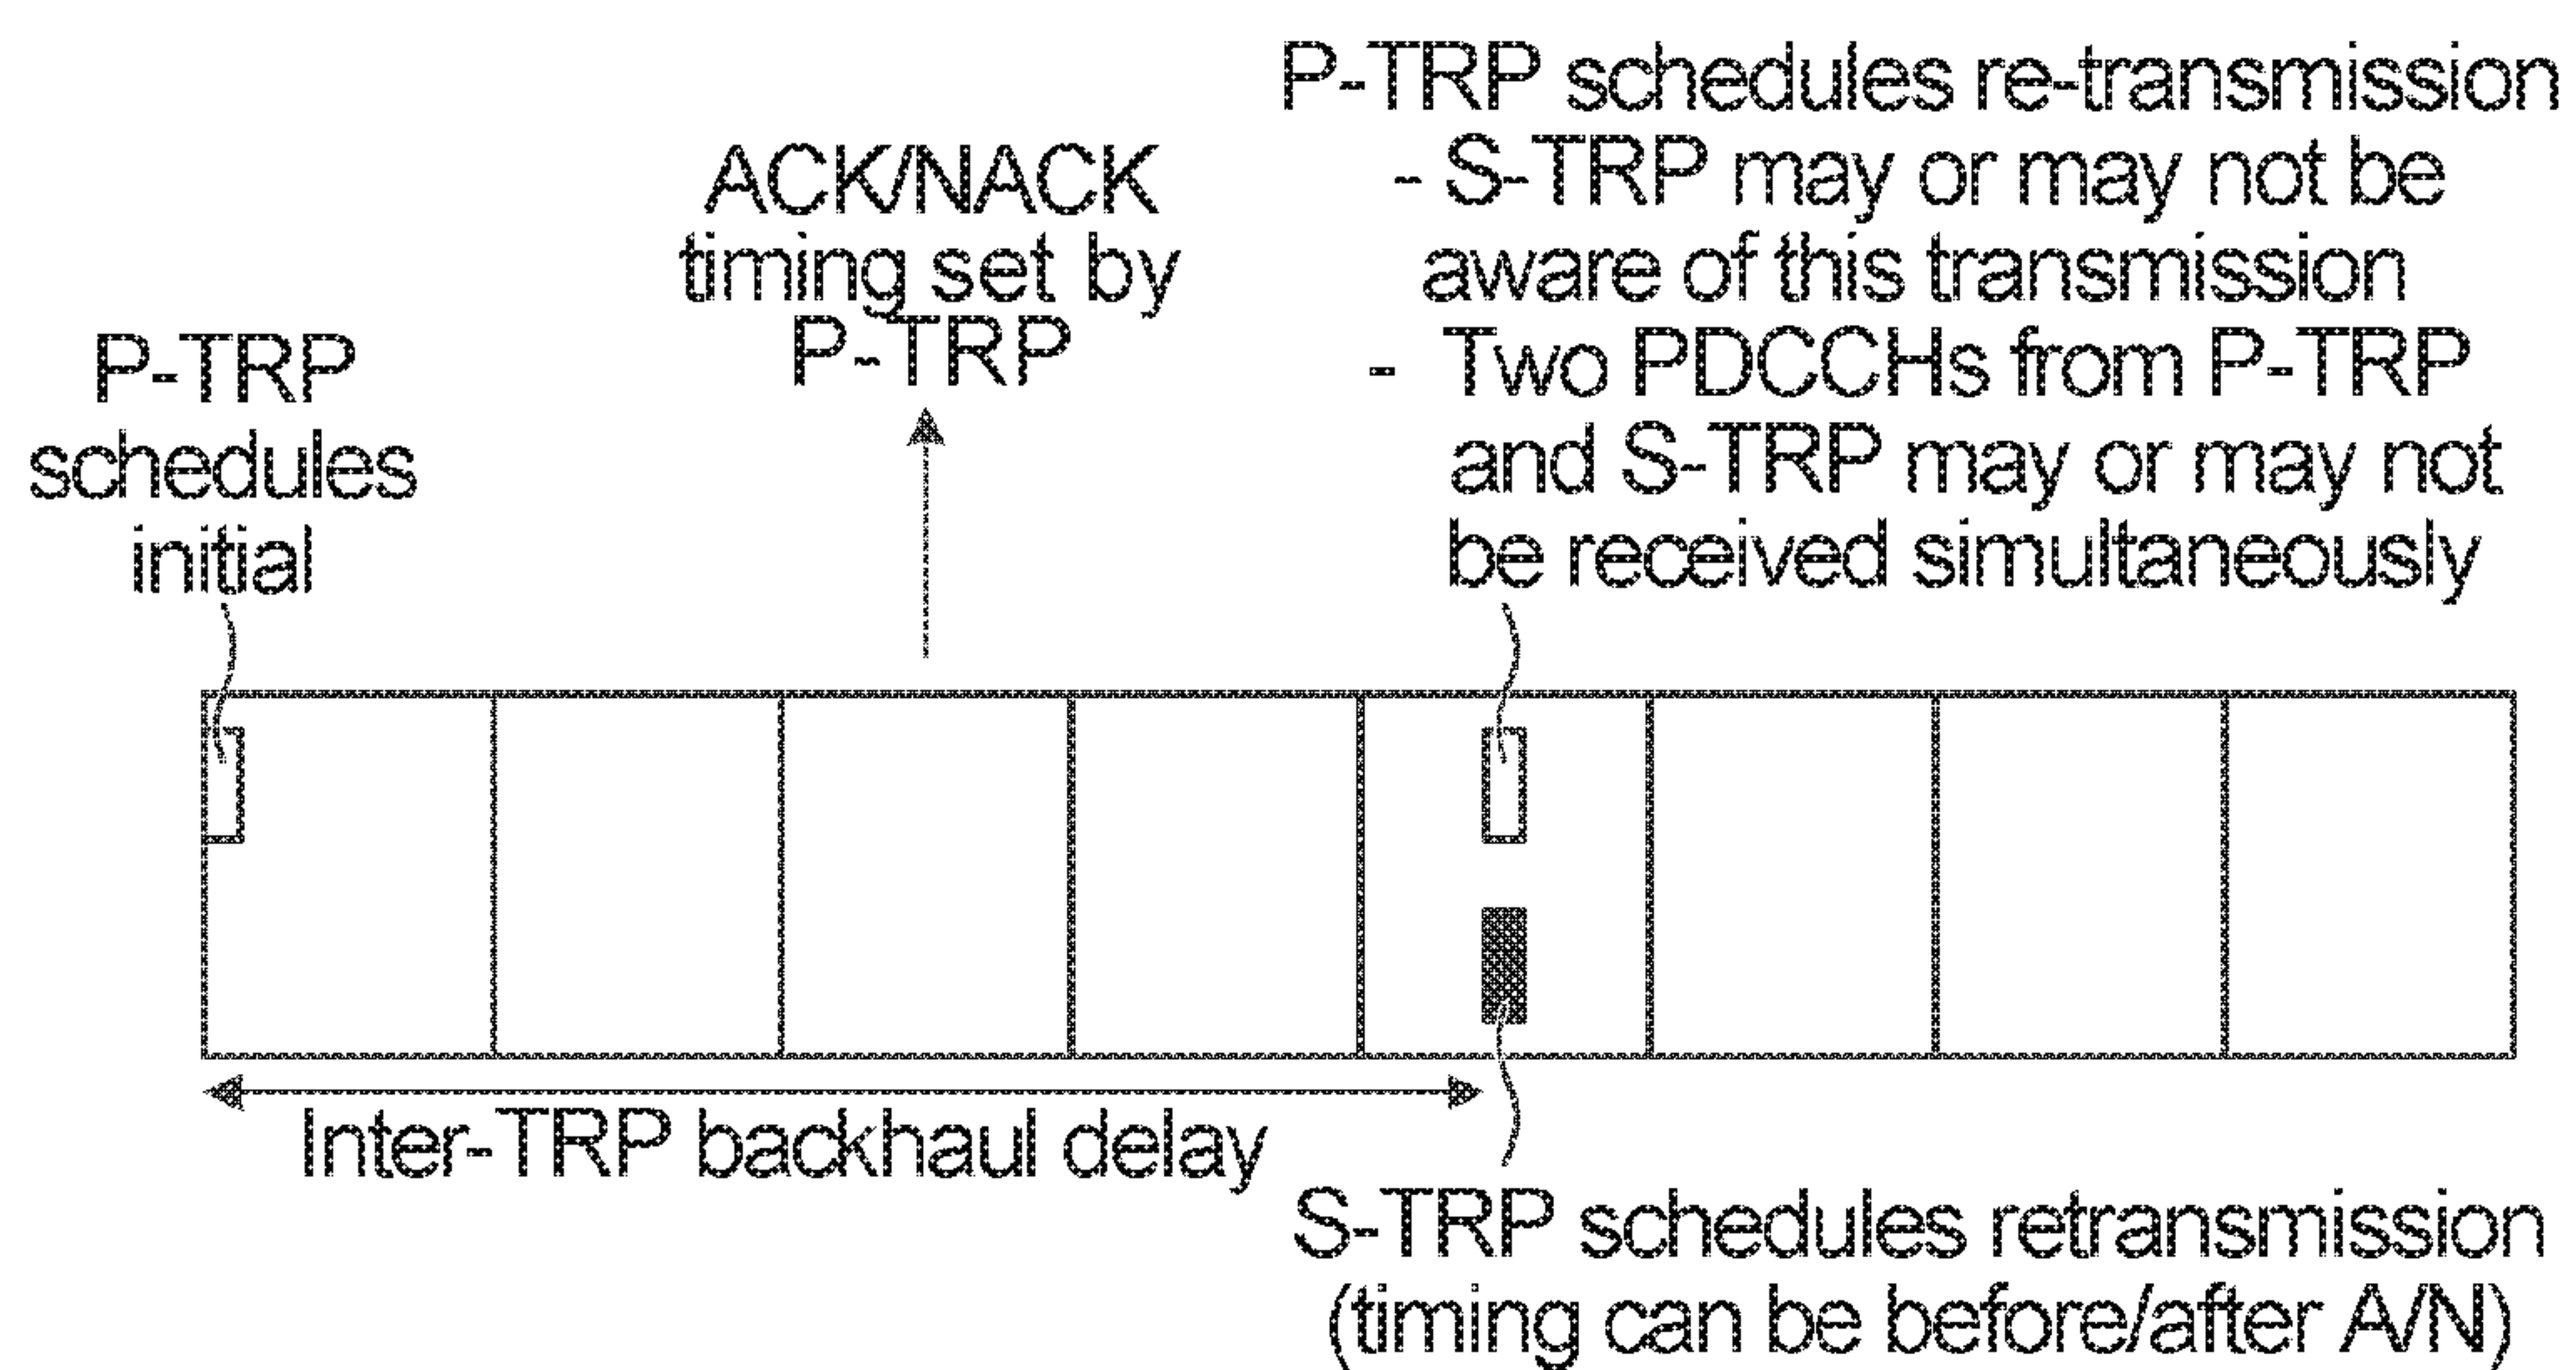 P-TRP
schedules
initial
ACK/NACK
timing set by
P-TRP
P-TRP schedules re-transmission
- S-TRP may or may not be
aware of this transmission
- Two PDCCHs from P-TRP
and S-TRP may or may not
be received simultaneously
Inter-TRP backhaul delay
S-TRP schedules retransmission
(timing can be before/after A/N)